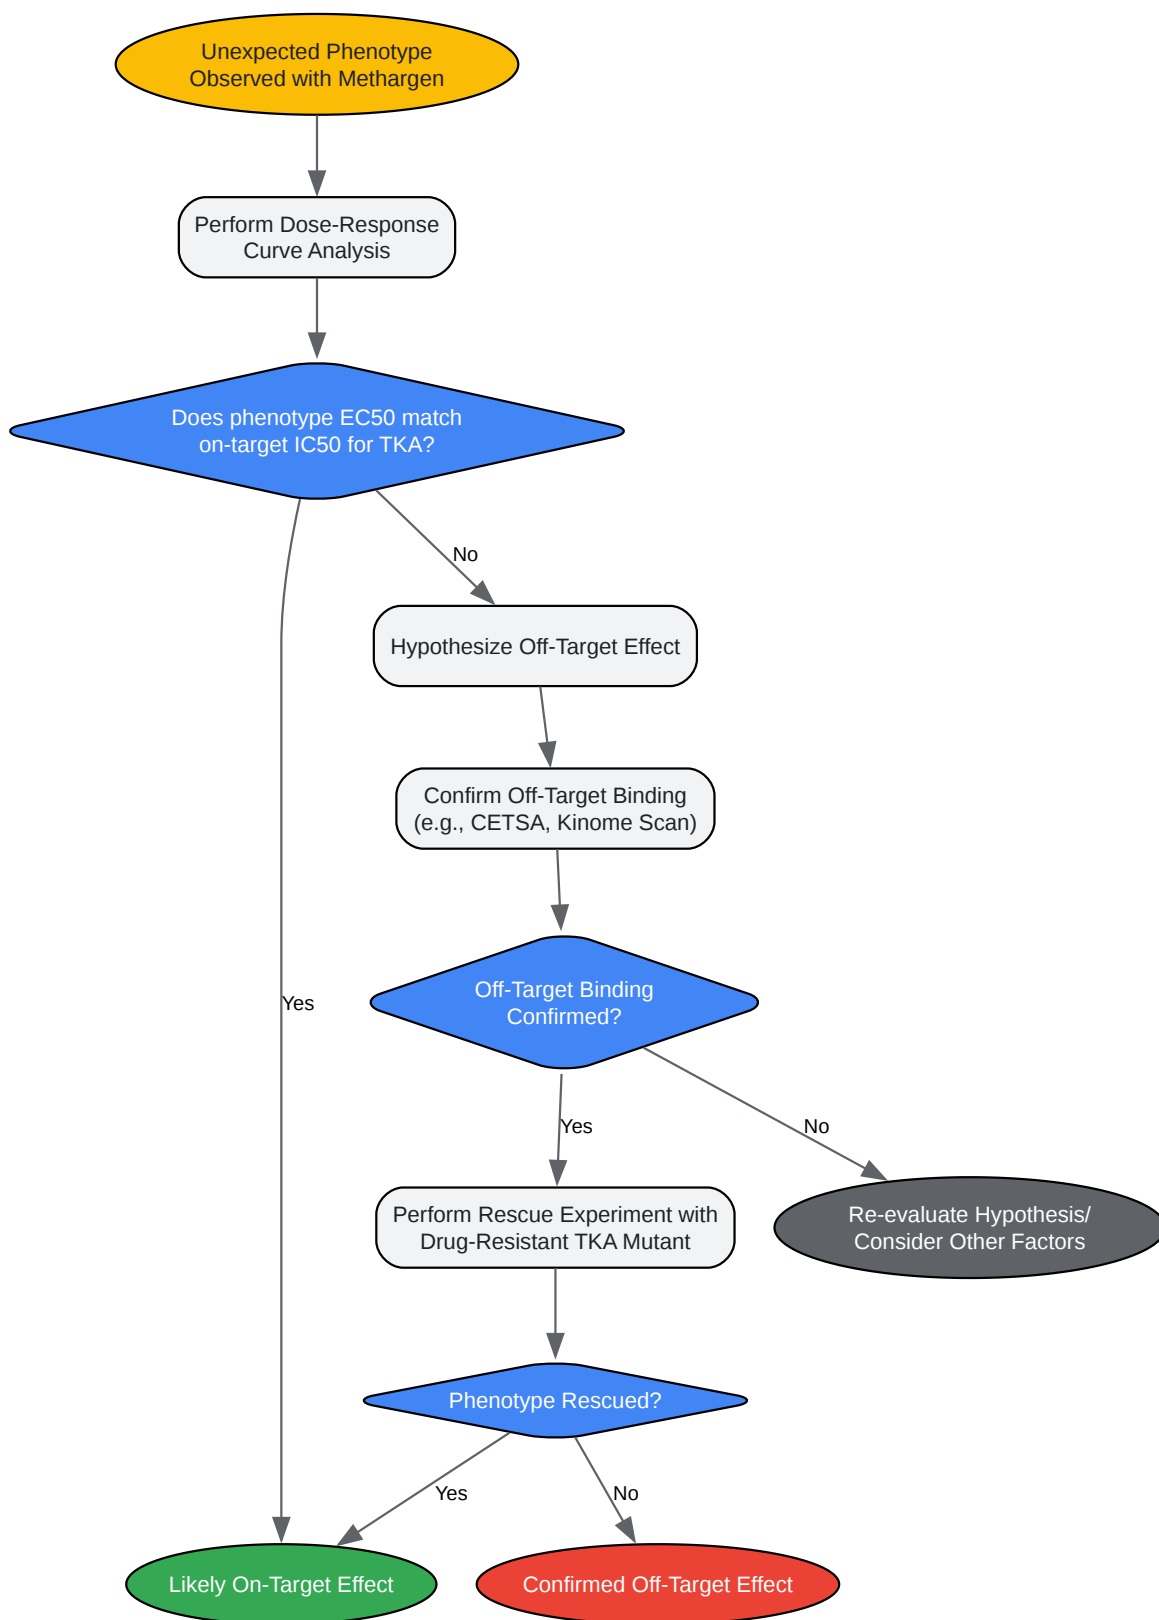 Unexpected Phenotype
Observed with Methargen
Perform Dose-Response
Curve Analysis
Does phenotype EC50 match
on-target IC50 for TKA?
No
Hypothesize Off-Target Effect
Confirm Off-Target Binding
(e.g., CETSA, Kinome Scan)
Off-Target Binding
Confirmed?
Yes
Yes
No
Perform Rescue Experiment with
Drug-Resistant TKA Mutant
Re-evaluate Hypothesis/
Consider Other Factors
Phenotype Rescued?
Yes
No
Likely On-Target Effect
Confirmed Off-Target Effect